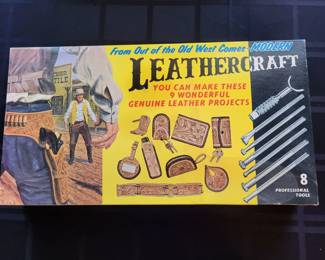 From Out of the Old West Comes MODERN
LEATHERCRAFT
YOU CAN MAKE THESE
9 WONDERFUL
GENUINE LEATHER PROJECTS
8
PROFESSIONAL
TOOLS